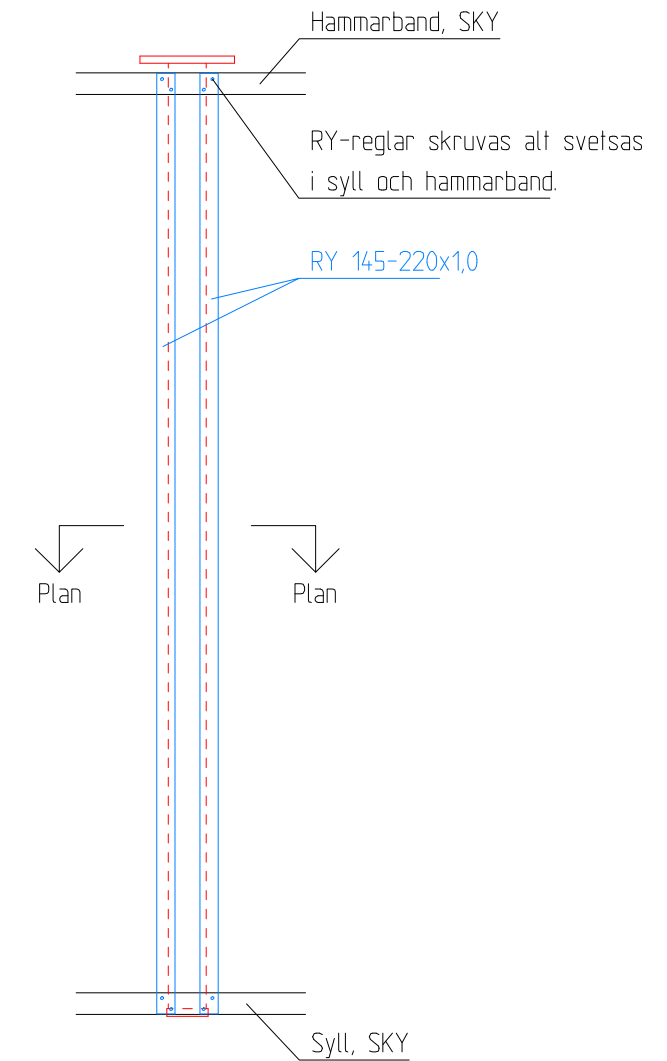 Hammarband, SKY
RY-reglar skruvas alt svetsas
i syll och hammarband.
RY 145-220x1,0
Plan
Plan
Syll, SKY